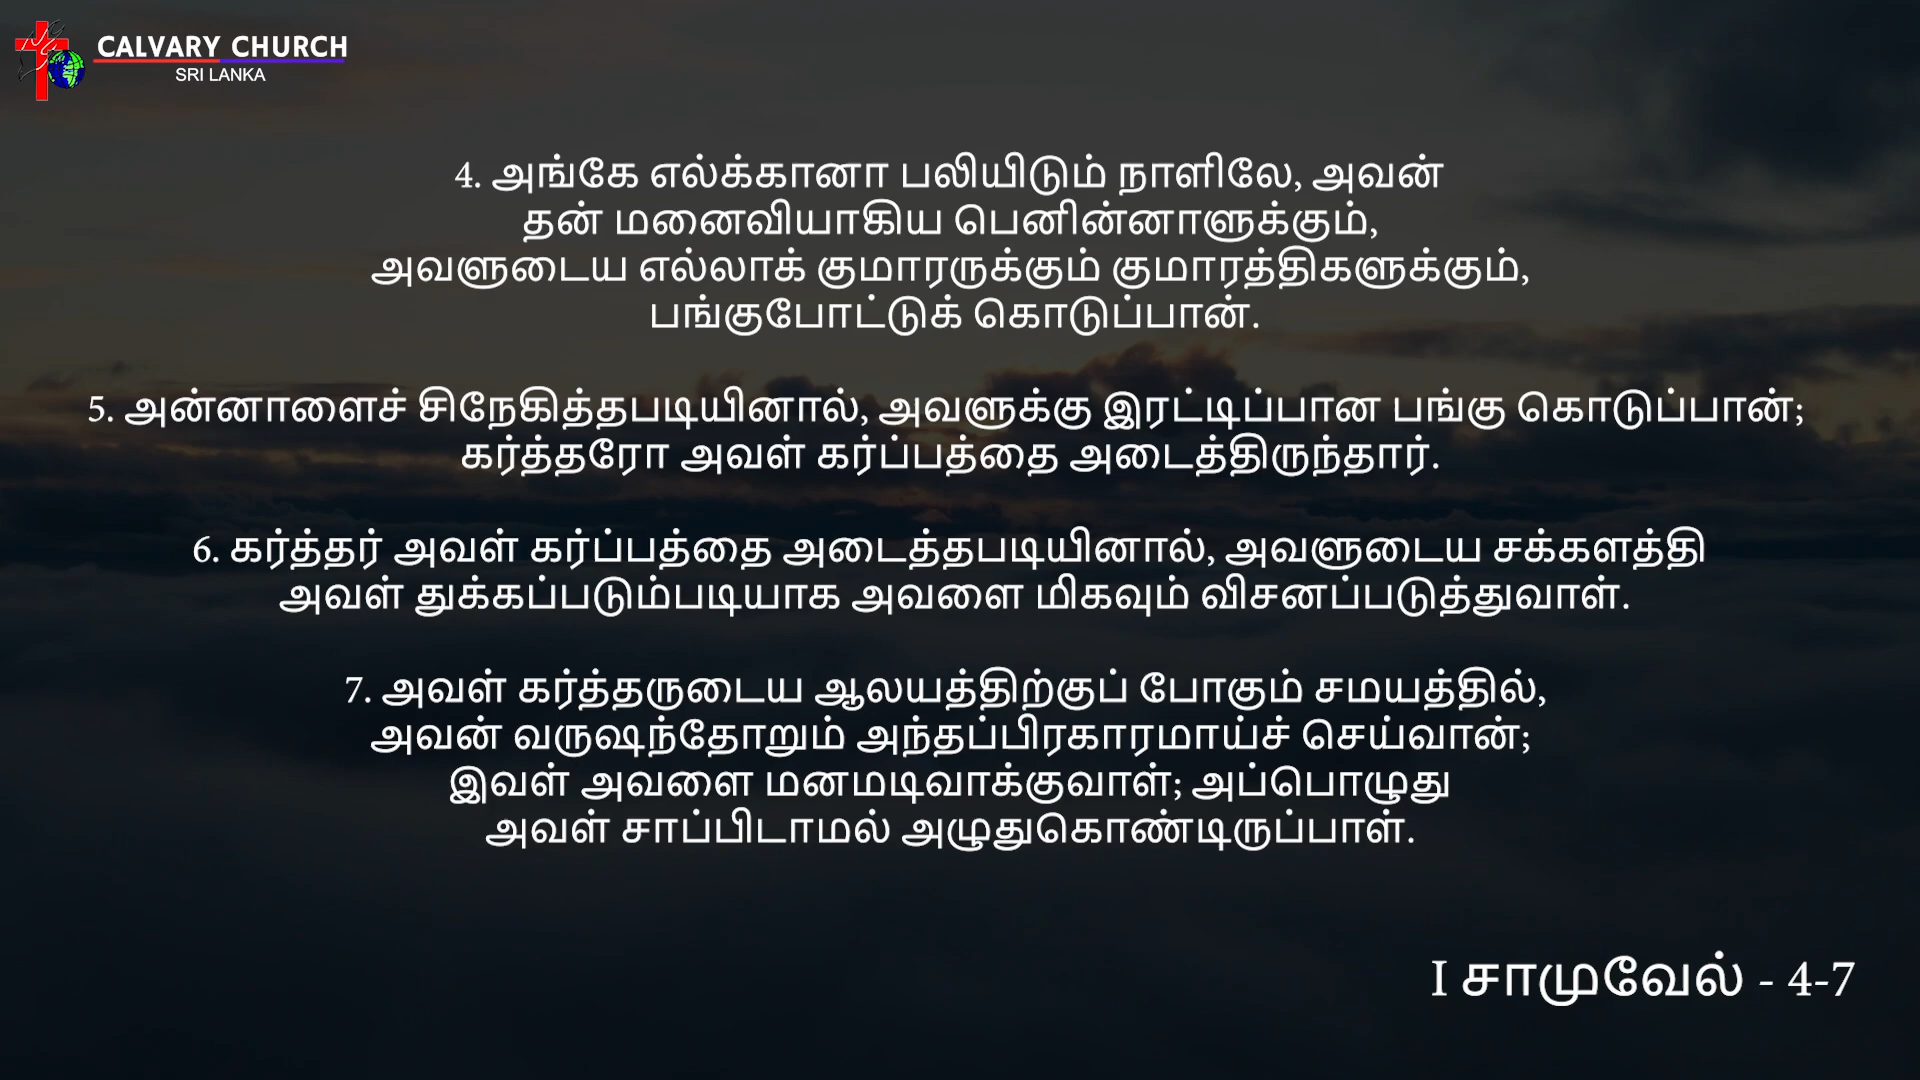 CALVARY CHURCH
SRI LANKA
4. அங்கே எல்க்கானா பலியிடும் நாளிலே, அவன்
தன் மனைவியாகிய பெனின்னாளுக்கும்,
அவளுடைய எல்லாக் குமாரருக்கும் குமாரத்திகளுக்கும்,
பங்குபோட்டுக் கொடுப்பான்.
5. அன்னாளைச் சிநேகித்தபடியினால், அவளுக்கு இரட்டிப்பான பங்கு கொடுப்பான்;
கர்த்தரோ அவள் கர்ப்பத்தை அடைத்திருந்தார்.
6. கர்த்தர் அவள் கர்ப்பத்தை அடைத்தபடியினால், அவளுடைய சக்களத்தி
அவள் துக்கப்படும்படியாக அவளை மிகவும் விசனப்படுத்துவாள்.
7. அவள் கர்த்தருடைய ஆலயத்திற்குப் போகும் சமயத்தில்,
அவன் வருஷந்தோறும் அந்தப்பிரகாரமாய்ச் செய்வான்;
இவள் அவளை மனமடிவாக்குவாள்; அப்பொழுது
அவள் சாப்பிடாமல் அழுதுகொண்டிருப்பாள்.
I சாமுவேல் - 4-7